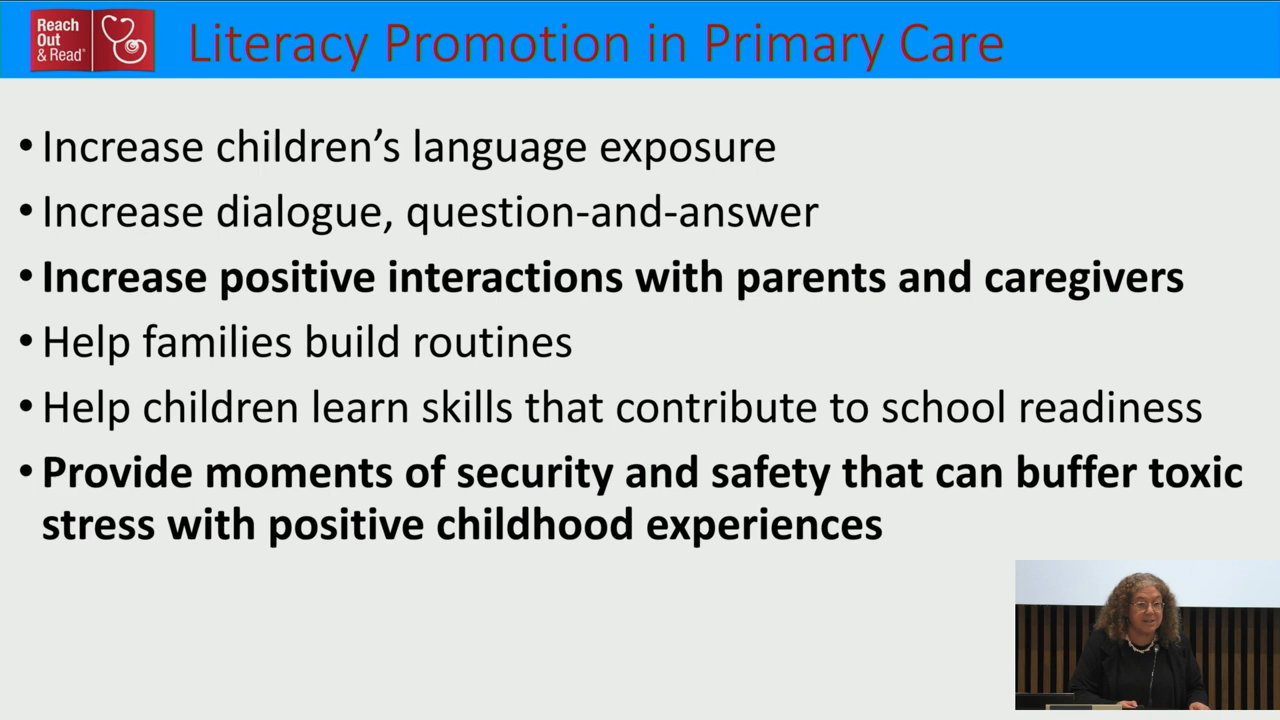 Reach
Out
& Read®
Literacy Promotion in Primary Care
• Increase children’s language exposure
• Increase dialogue, question-and-answer
• Increase positive interactions with parents and caregivers
• Help families build routines
• Help children learn skills that contribute to school readiness
• Provide moments of security and safety that can buffer toxic
stress with positive childhood experiences